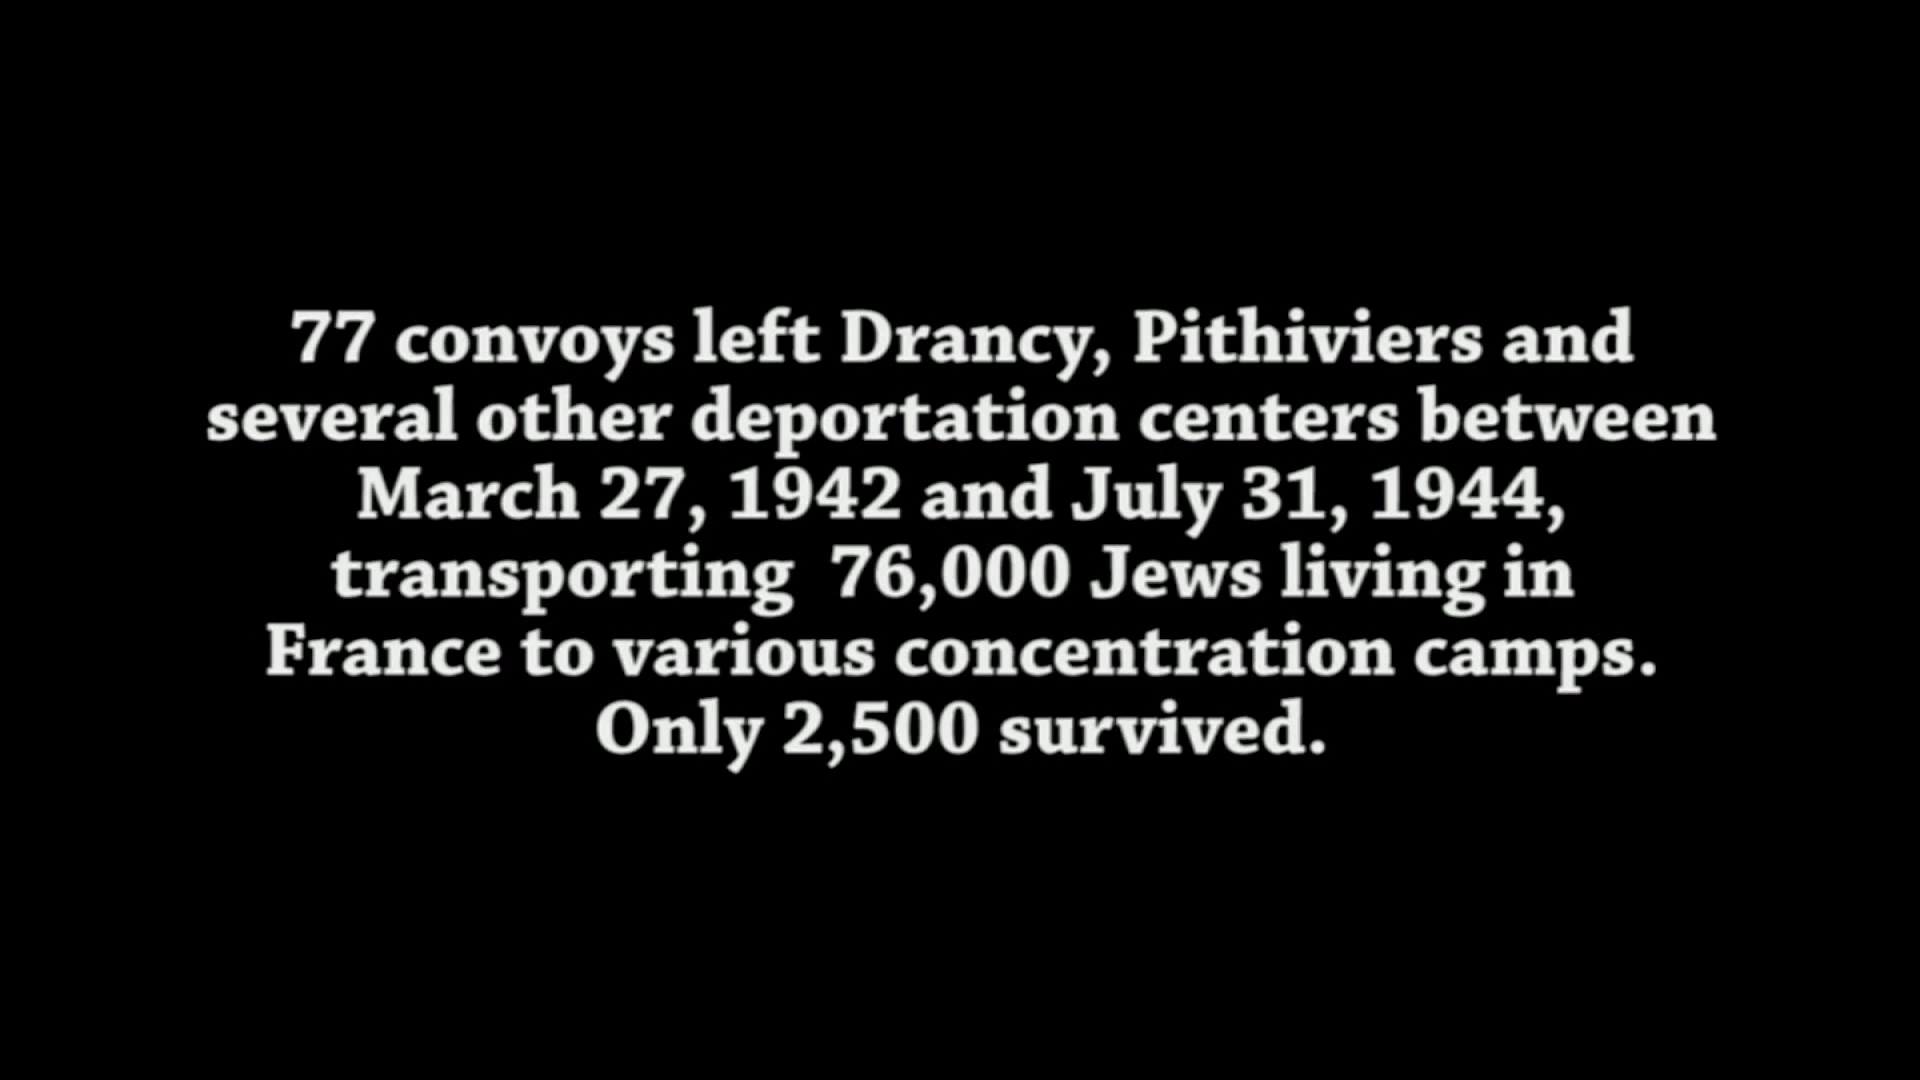 77 convoys left Drancy, Pithiviers and
several other deportation centers between
March 27, 1942 and July 31, 1944,
transporting  76,000 Jews living in
France to various concentration camps.
Only 2,500 survived.